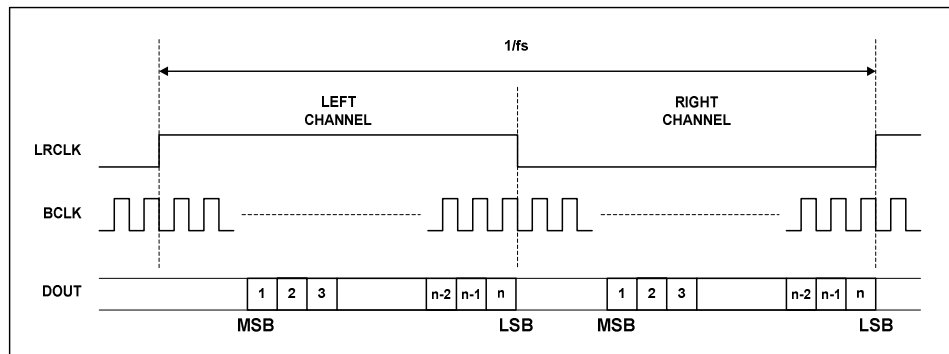 1/fs
LEFT
CHANNEL
RIGHT
CHANNEL
LRCLK
BCLK
DOUT 1 2 3 n-2 n-1 n 1 2 3 n-2 n-1 n
MSB LSB MSB LSB